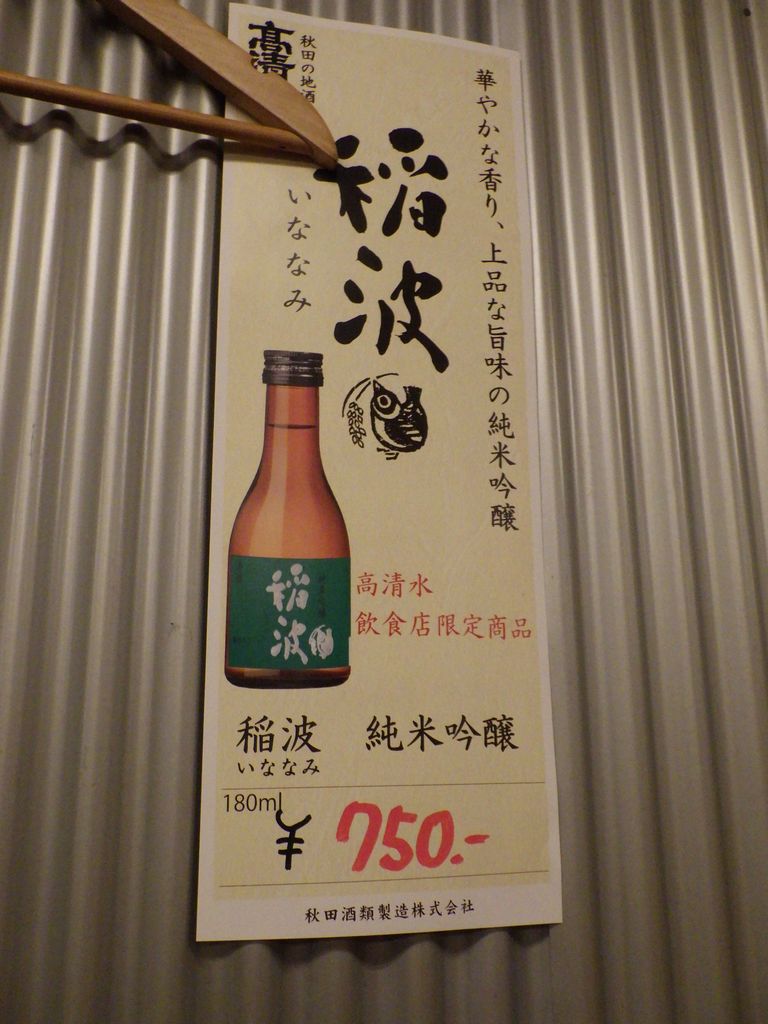 華やかな香り、上品な旨味の純米吟醸
稲波
いななみ
秋田の地酒
高清
稲波
高清水
飲食店限定商品
稲波 純米吟醸
いななみ
180ml
¥750.-
秋田酒類製造株式会社